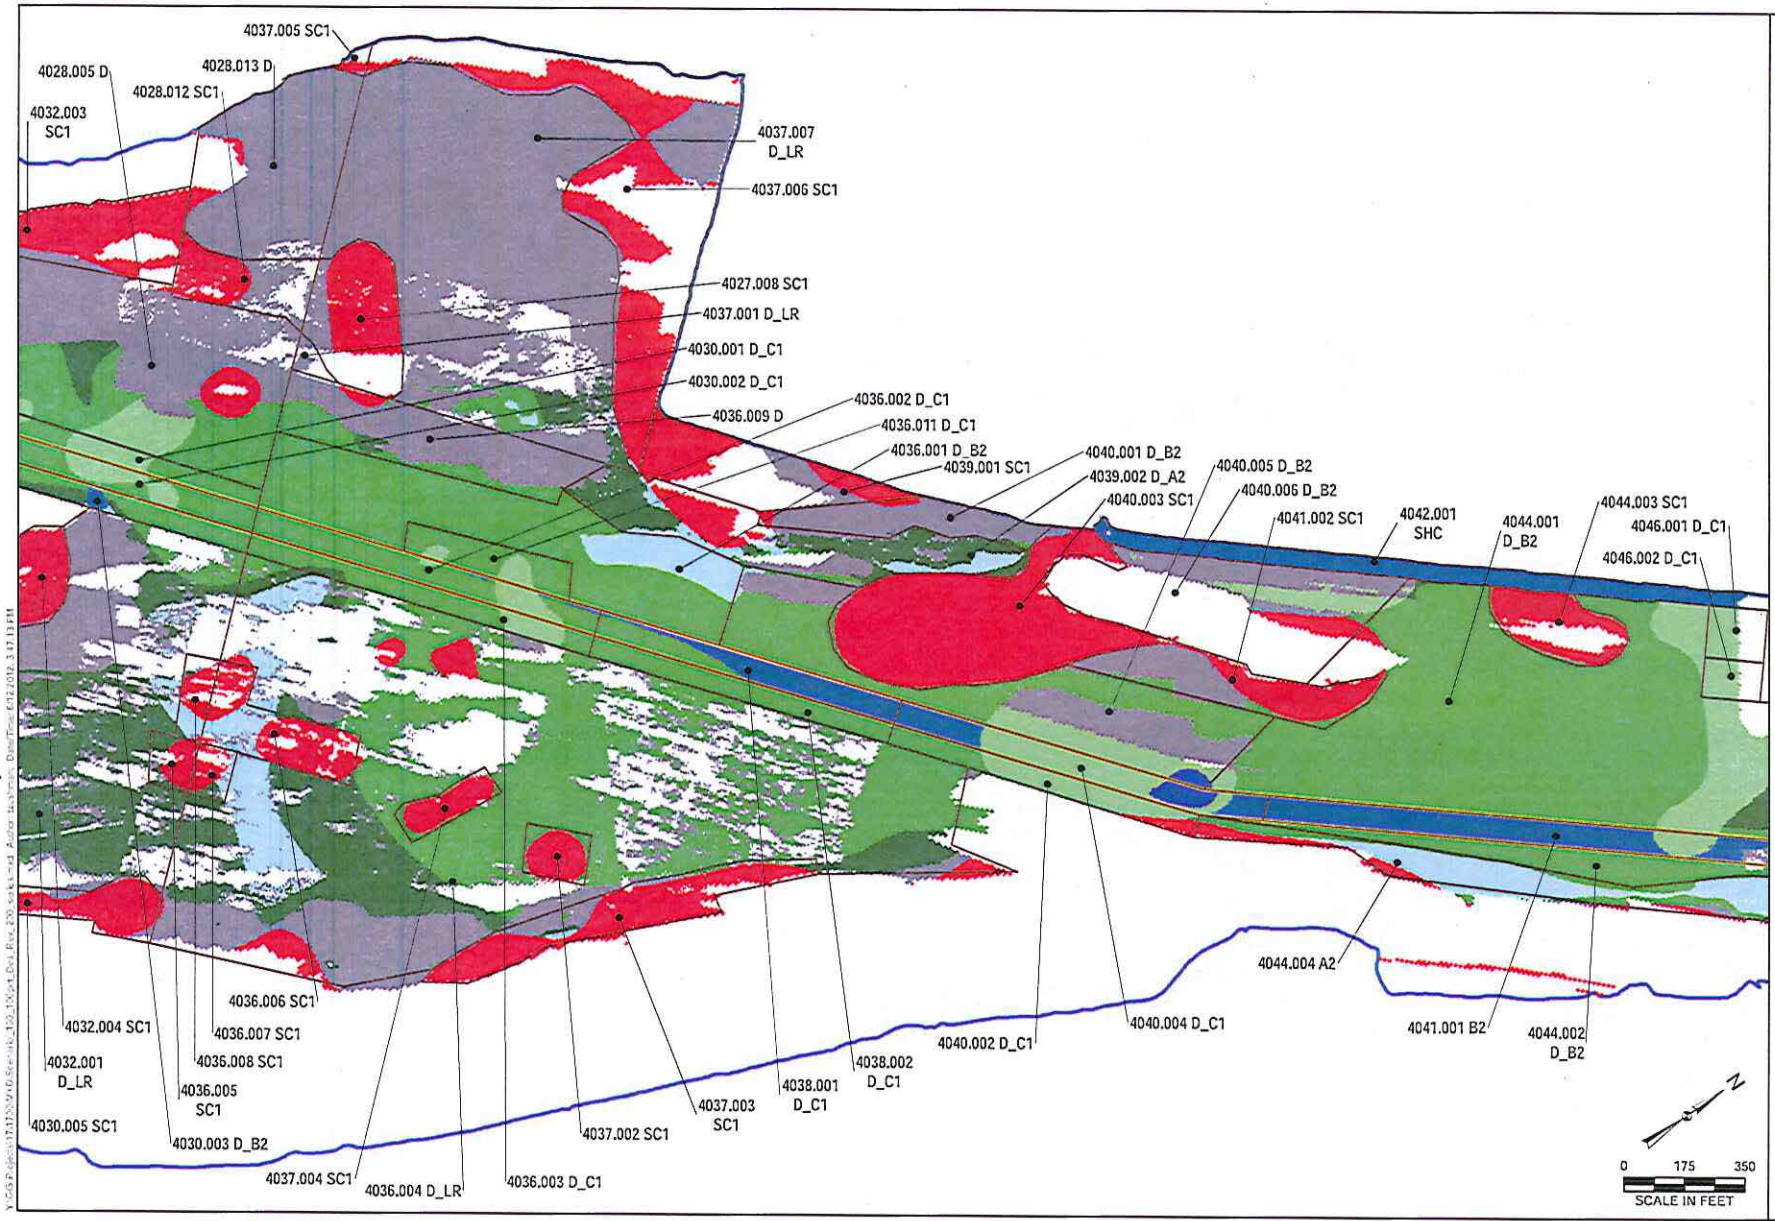 4037.005 SC1
4028.005 D
4028.013 D
4028.012 SC1
4032.003
SC1
4037.007
D_LR
4037.006 SC1
4027.008 SC1
4037.001 D_LR
4030.001 D_C1
4030.002 D_C1
4036.009 D
4036.002 D_C1
4036.011 D_C1
4036.001 D_B2
4039.001 SC1
4040.001 D_B2
4039.002 D_A2
4040.003 SC1
4040.005 D_B2
4040.006 D_B2
4041.002 SC1
4042.001
SHC
4044.001
D_B2
4044.003 SC1
4046.001 D_C1
4046.002 D_C1
4036.006 SC1
4032.004 SC1
4036.007 SC1
4032.001
D_LR
4036.008 SC1
4036.005
SC1
4030.005 SC1
4030.003 D_B2
4037.004 SC1
4036.004 D_LR
4036.003 D_C1
4037.002 SC1
4037.003
SC1
4038.001
D_C1
4038.002
D_C1
4040.002 D_C1
4040.004 D_C1
4044.004 A2
4041.001 B2
4044.002
D_B2
N
0 175 350
SCALE IN FEET